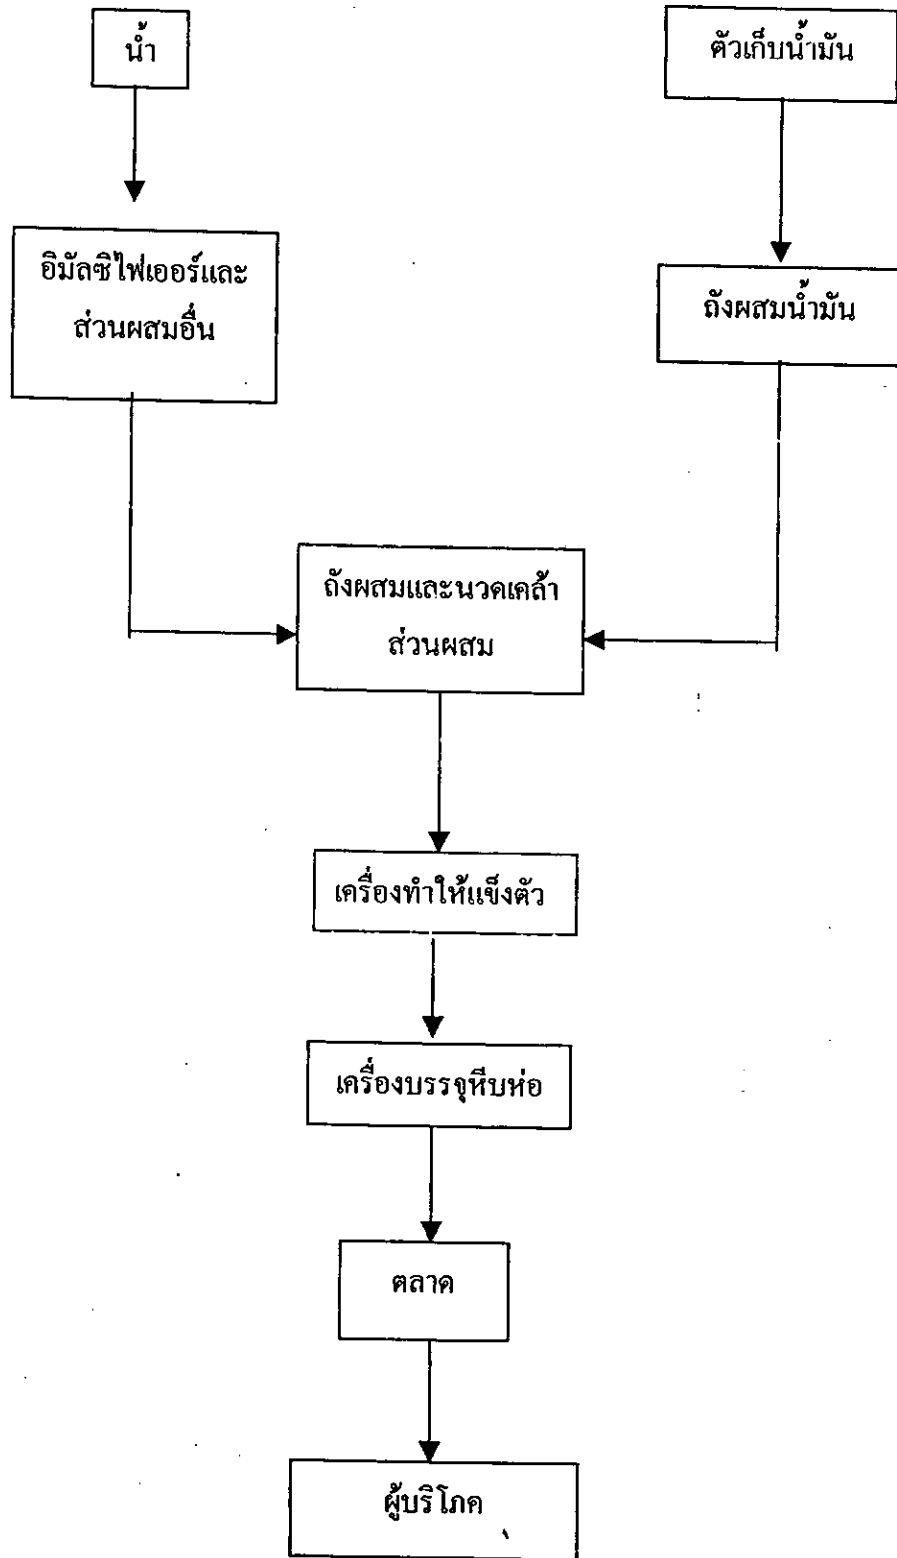 น้ำ
ตัวเก็บน้ำมัน
อิมัลซิไฟเออร์และ
ส่วนผสมอื่น
ถังผสมน้ำมัน
ถังผสมและนวดเคล้า
ส่วนผสม
เครื่องทำให้แข็งตัว
เครื่องบรรจุหีบห่อ
ตลาด
ผู้บริโภค